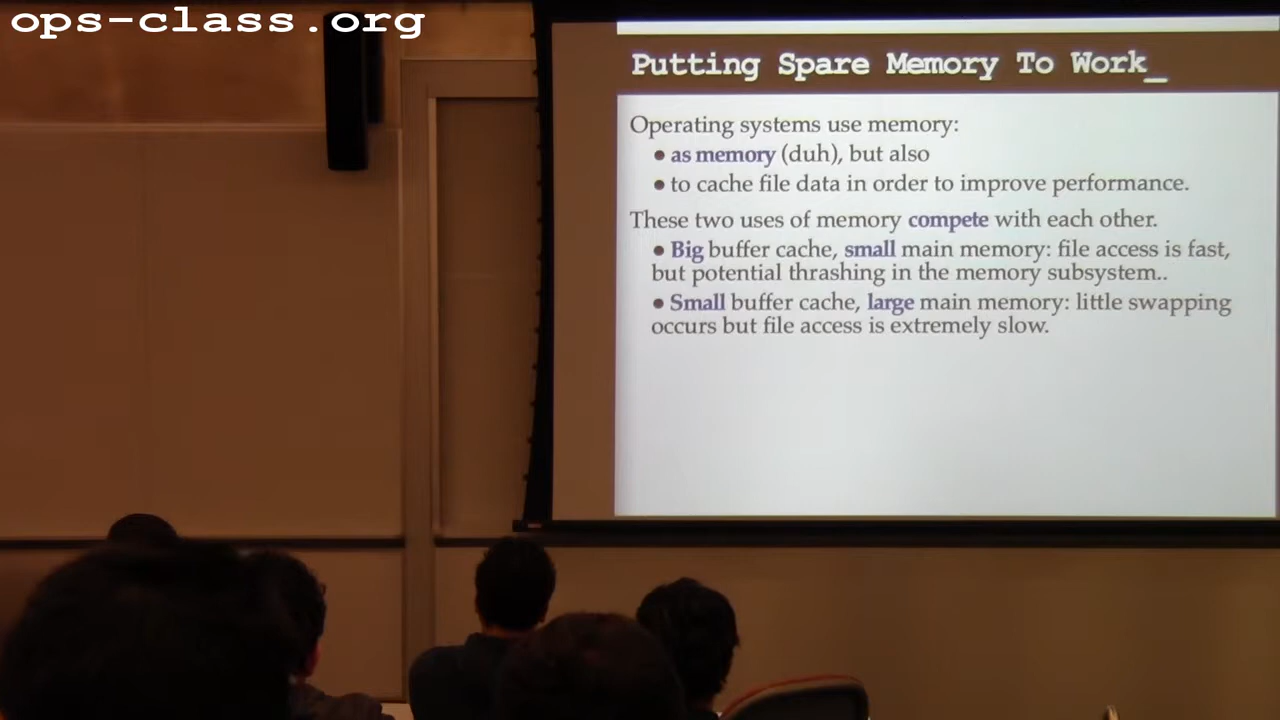 ops-class.org
Putting Spare Memory To Work_
Operating systems use memory:
● as memory (duh), but also
● to cache file data in order to improve performance.
These two uses of memory compete with each other.
● Big buffer cache, small main memory: file access is fast,
but potential thrashing in the memory subsystem..
● Small buffer cache, large main memory: little swapping
occurs but file access is extremely slow.